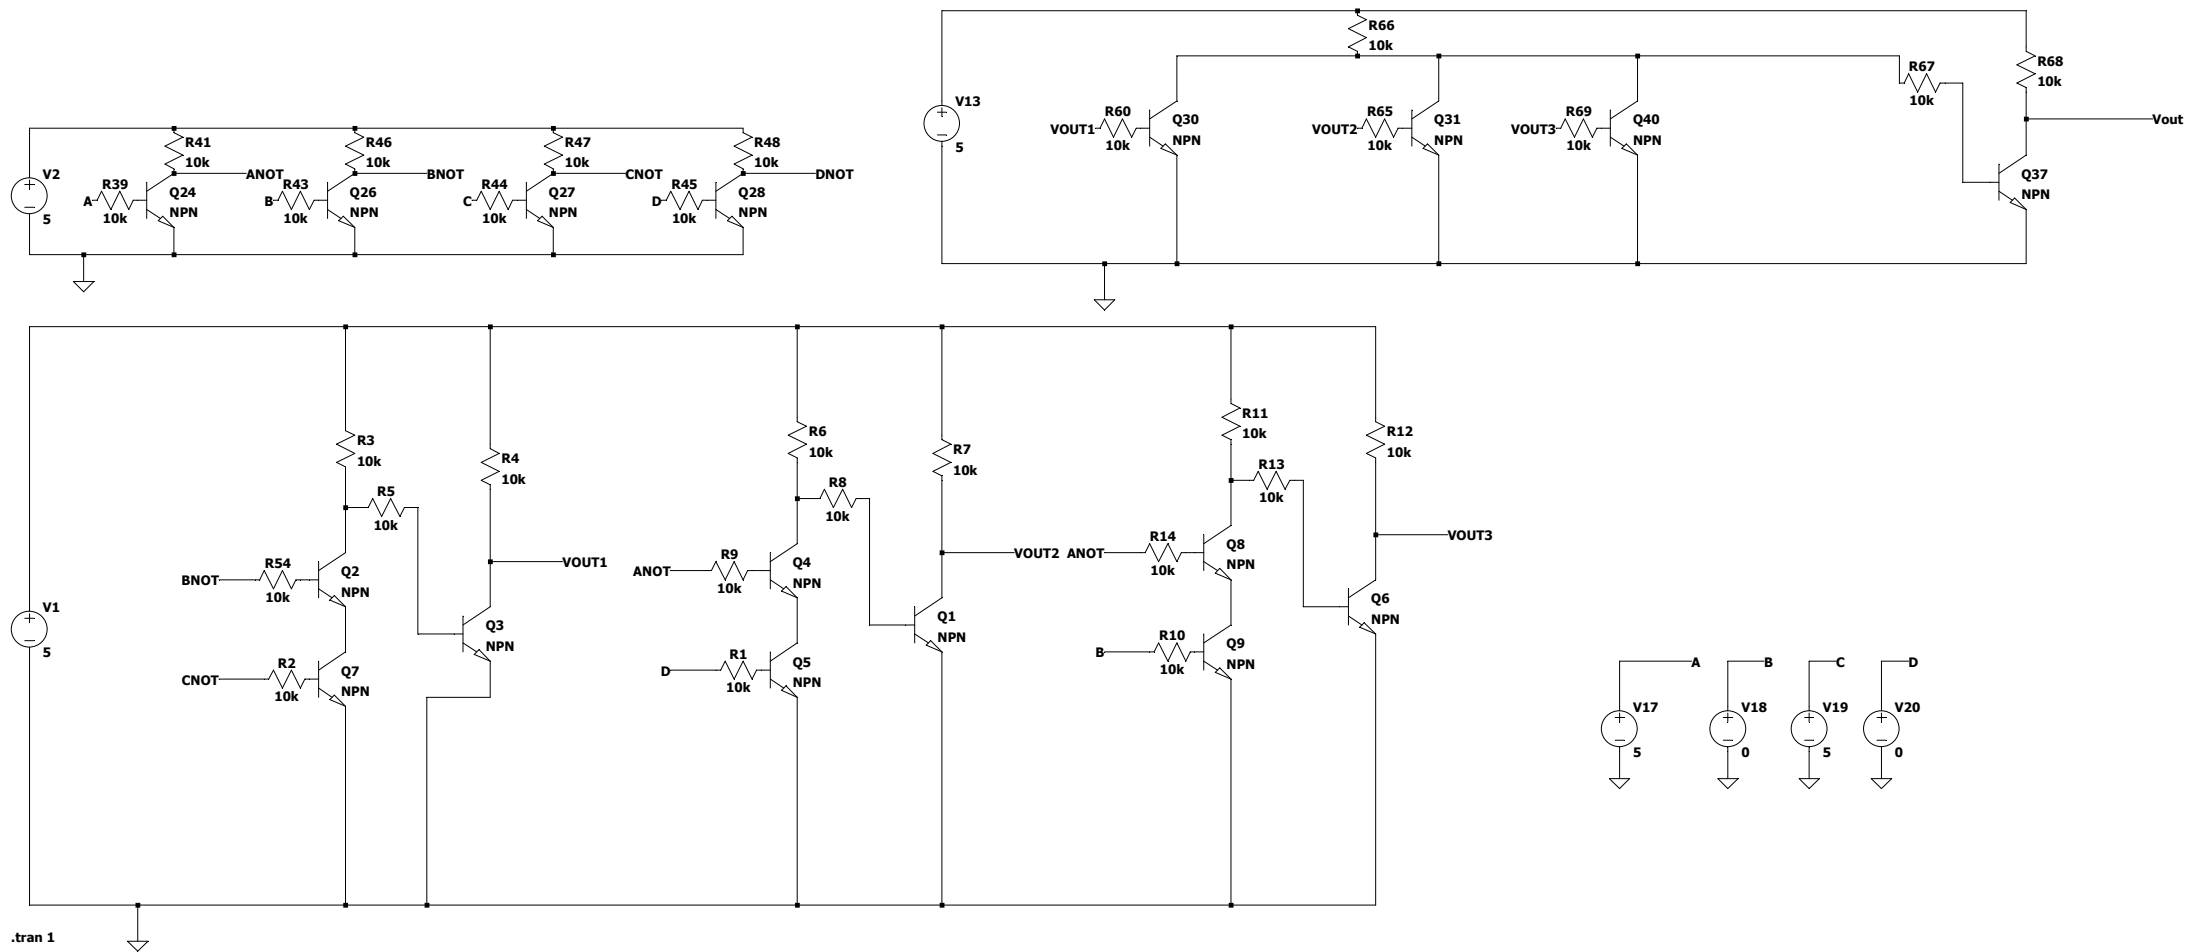 R66
10k
R68
10k
R67
10k
V13
5
VOUT1
R60
10k
Q30
NPN
VOUT2
R65
10k
Q31
NPN
VOUT3
R69
10k
Q40
NPN
Vout
Q37
NPN
V2
5
R41
10k
ANOT
A
R39
10k
Q24
NPN
R46
10k
BNOT
B
R43
10k
Q26
NPN
R47
10k
CNOT
C
R44
10k
Q27
NPN
R48
10k
DNOT
D
R45
10k
Q28
NPN
V1
5
R3
10k
R4
10k
R5
10k
BNOT
R54
10k
Q2
NPN
VOUT1
CNOT
R2
10k
Q7
NPN
Q3
NPN
R6
10k
R7
10k
R8
10k
ANOT
R9
10k
Q4
NPN
VOUT2
D
R1
10k
Q5
NPN
Q1
NPN
R11
10k
R12
10k
R13
10k
ANOT
R14
10k
Q8
NPN
VOUT3
B
R10
10k
Q9
NPN
Q6
NPN
A
V17
5
B
V18
0
C
V19
5
D
V20
0
.tran 1